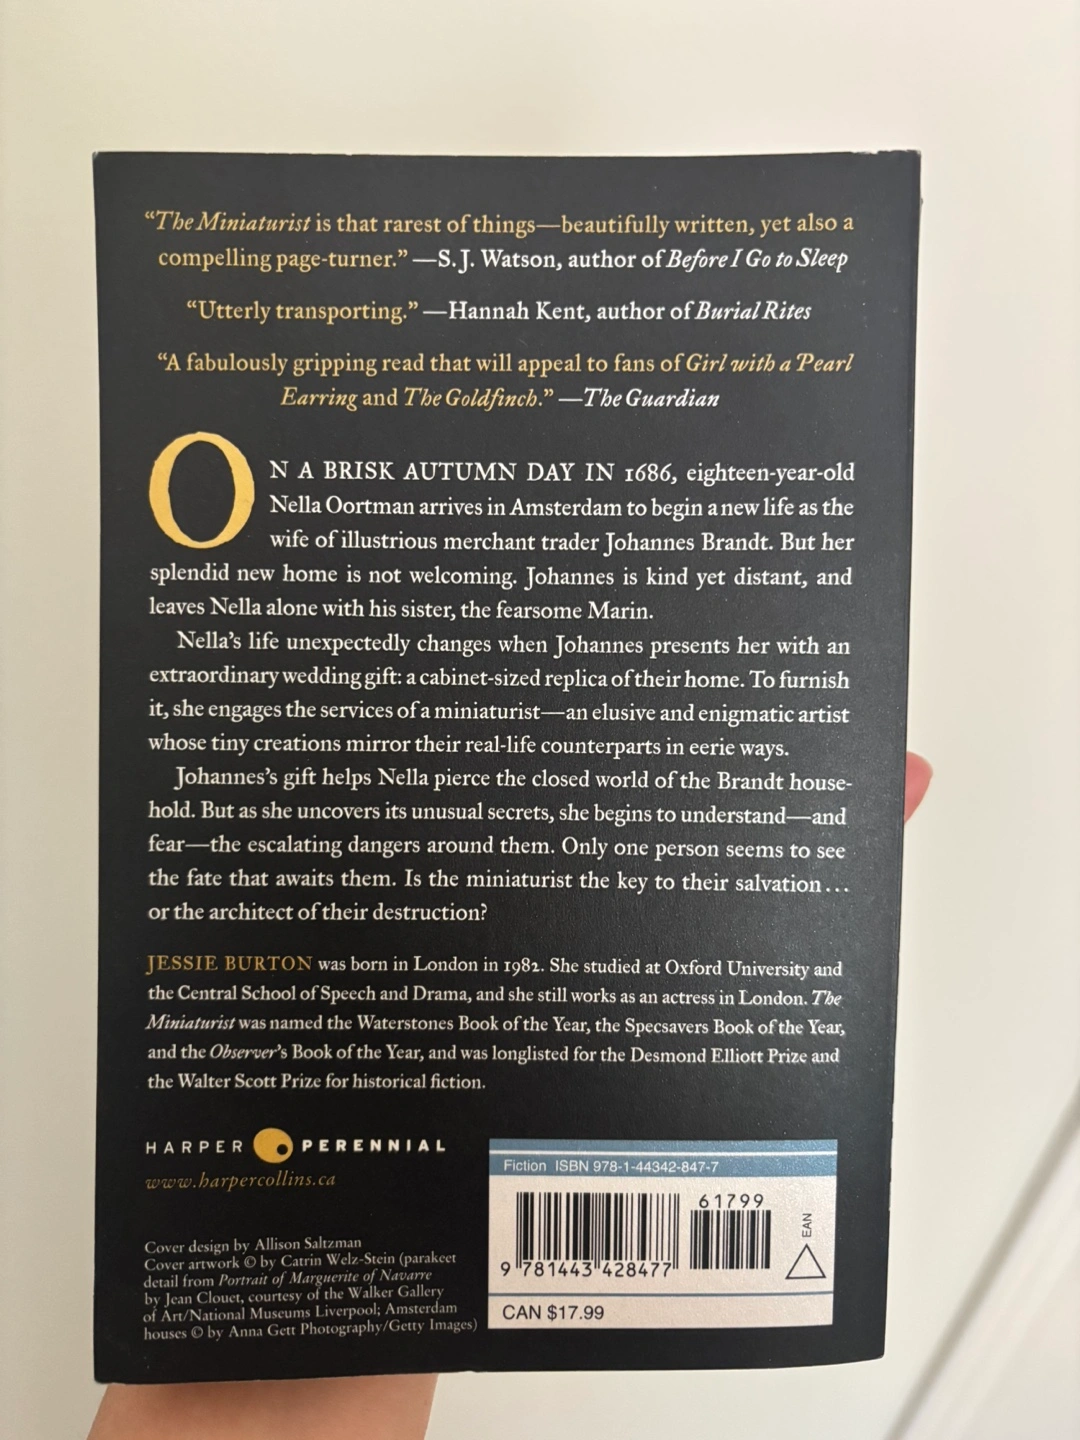 “The Miniaturist is that rarest of things—beautifully written, yet also a
compelling page-turner.” —S.J. Watson, author of Before I Go to Sleep
“Utterly transporting.” —Hannah Kent, author of Burial Rites
“A fabulously gripping read that will appeal to fans of Girl with a Pearl
Earring and The Goldfinch.” —The Guardian
ON A BRISK AUTUMN DAY IN 1686, eighteen-year-old
Nella Oortman arrives in Amsterdam to begin a new life as the
wife of illustrious merchant trader Johannes Brandt. But her
splendid new home is not welcoming. Johannes is kind yet distant, and
leaves Nella alone with his sister, the fearsome Marin.
Nella’s life unexpectedly changes when Johannes presents her with an
extraordinary wedding gift: a cabinet-sized replica of their home. To furnish
it, she engages the services of a miniaturist—an elusive and enigmatic artist
whose tiny creations mirror their real-life counterparts in eerie ways.
Johannes’s gift helps Nella pierce the closed world of the Brandt house-
hold. But as she uncovers its unusual secrets, she begins to understand—and
fear—the escalating dangers around them. Only one person seems to see
the fate that awaits them. Is the miniaturist the key to their salvation...
or the architect of their destruction?
JESSIE BURTON was born in London in 1982. She studied at Oxford University and
the Central School of Speech and Drama, and she still works as an actress in London. The
Miniaturist was named the Waterstones Book of the Year, the Specsavers Book of the Year,
and the Observer’s Book of the Year, and was longlisted for the Desmond Elliott Prize and
the Walter Scott Prize for historical fiction.
HARPER PERENNIAL
www.harpercollins.ca
Cover design by Allison Saltzman
Cover artwork © by Catrin Welz-Stein (parakeet
detail from Portrait of Marguerite of Navarre
by Jean Clouet, courtesy of the Walker Gallery
of Art/National Museums Liverpool; Amsterdam
houses © by Anna Gett Photography/Getty Images)
Fiction ISBN 978-1-44342-847-7
61799
9 781443 428477
EAN
CAN $17.99